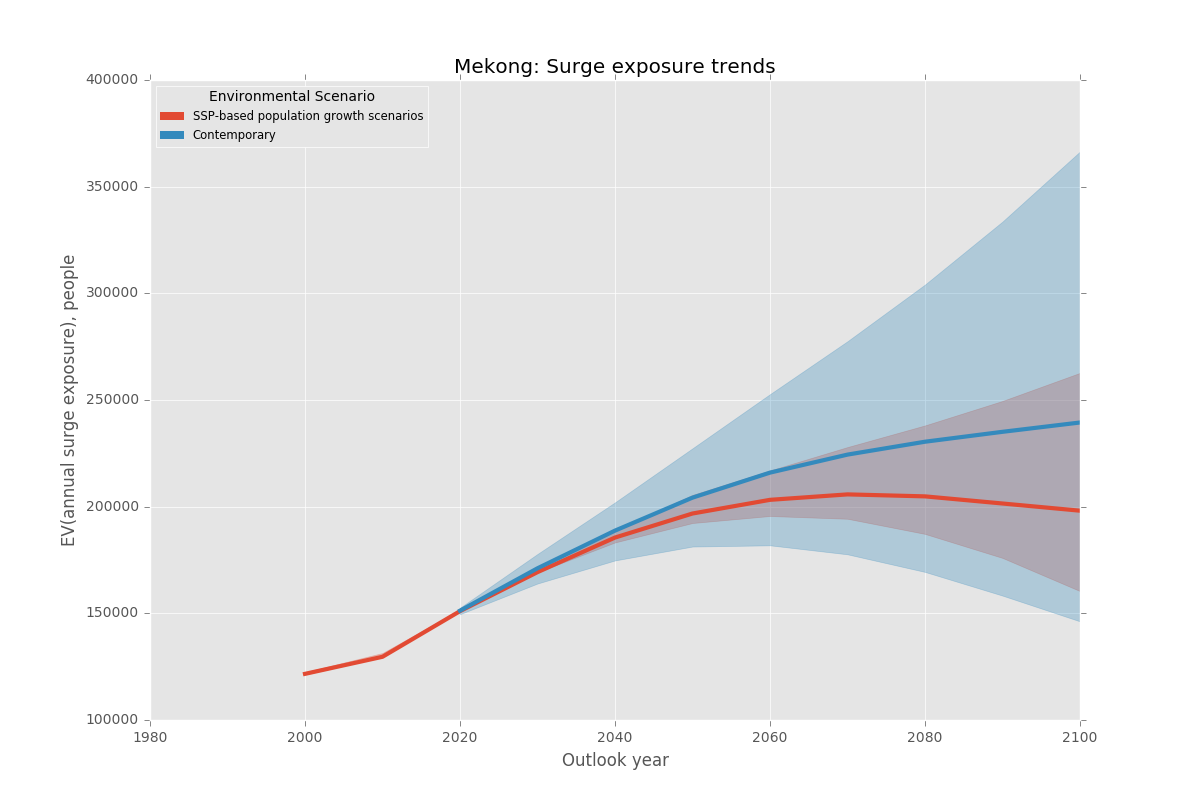 Mekong: Surge exposure trends
Environmental Scenario
SSP-based population growth scenarios
Contemporary
400000
350000
300000
250000
200000
150000
100000
EV(annual surge exposure), people
1980 2000 2020 2040 2060 2080 2100
Outlook year